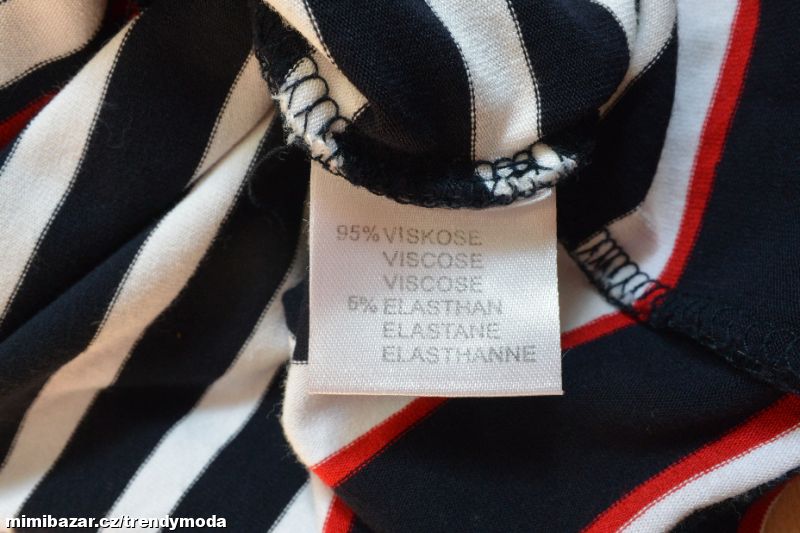 95% VISKOSE
VISCOSE
VISCOSE
5% ELASTHAN
ELASTANE
ELASTHANNE
mimibazar.cz/trendymoda